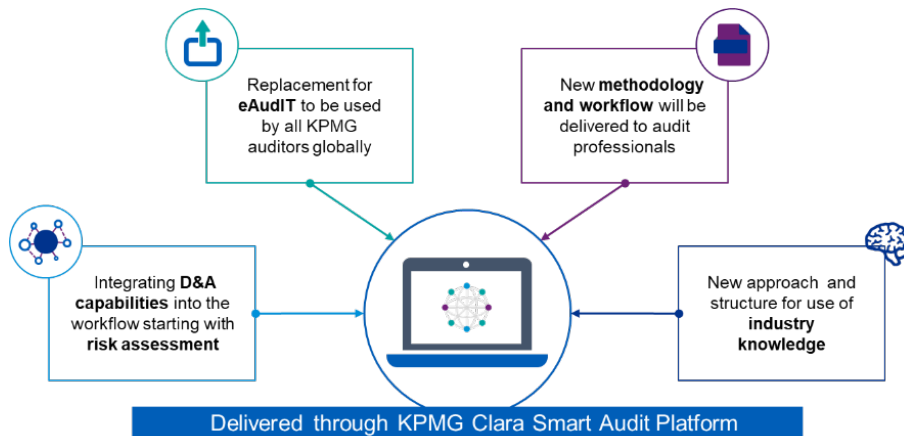 Replacement for
eAudIT to be used
by all KPMG
auditors globally
New methodology
and workflow will be
delivered to audit
professionals
Integrating D&A
capabilities into the
workflow starting with
risk assessment
New approach and
structure for use of
industry
knowledge
Delivered through KPMG Clara Smart Audit Platform